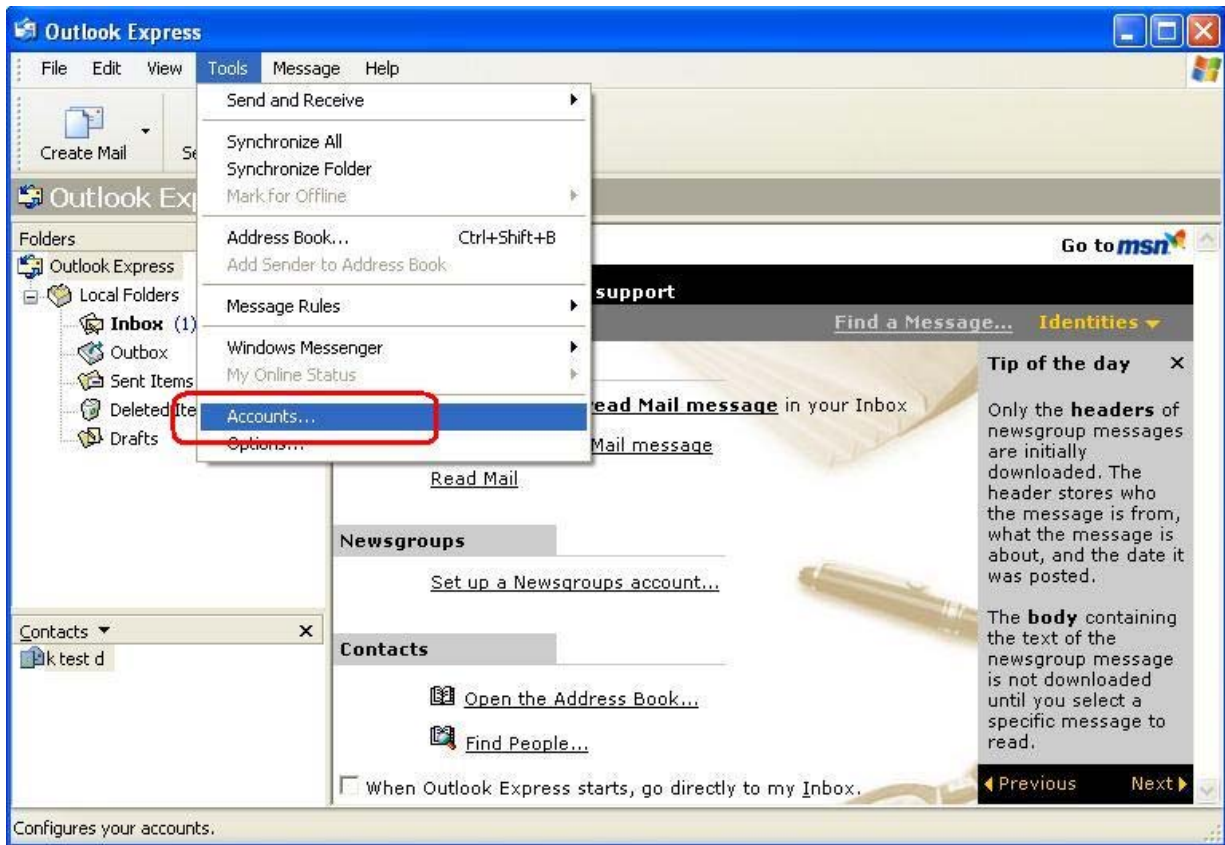 Outlook Express
File Edit View Tools Message Help
Create Mail
Outlook Exp
Send and Receive
Synchronize All
Synchronize Folder
Mark for Offline
Address Book... Ctrl+Shift+B
Add Sender to Address Book
Message Rules
Windows Messenger
My Online Status
Accounts...
Options...
Folders
Outlook Express
Local Folders
Inbox (1)
Outbox
Sent Items
Deleted Ite
Drafts
Contacts
k test d
Go to msn
support
Find a Message... Identities
ead Mail message in your Inbox
Mail message
Read Mail
Newsgroups
Set up a Newsgroups account...
Contacts
Open the Address Book...
Find People...
When Outlook Express starts, go directly to my Inbox.
Tip of the day X
Only the headers of
newsgroup messages
are initially
downloaded. The
header stores who
the message is from,
what the message is
about, and the date it
was posted.
The body containing
the text of the
newsgroup message
is not downloaded
until you select a
specific message to
read.
Previous Next
Configures your accounts.